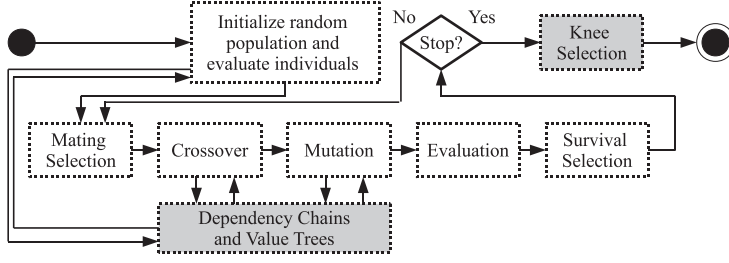 Initialize random
population and
evaluate individuals
No
Yes
Stop?
Knee
Selection
Mating
Selection
Crossover
Mutation
Evaluation
Survival
Selection
Dependency Chains
and Value Trees